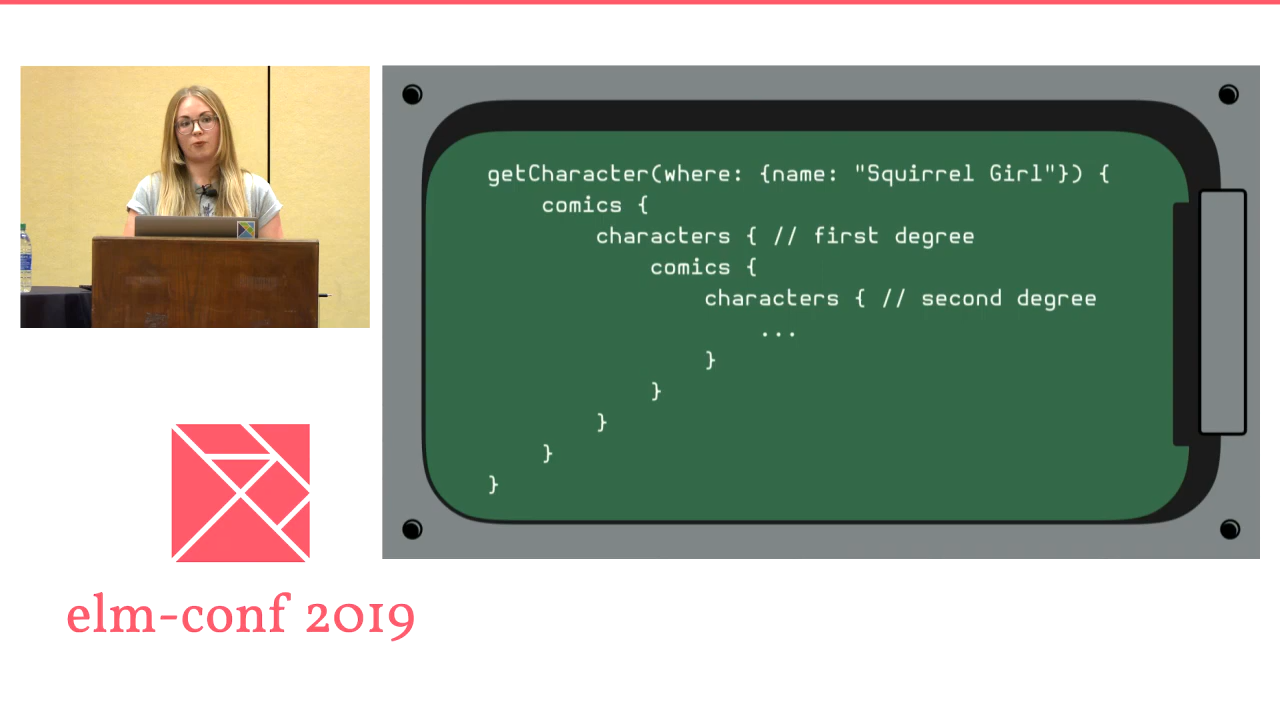 getCharacter(where: {name: "Squirrel Girl"}) {
comics {
characters { // first degree
comics {
characters { // second degree
...
}
}
}
}
}
elm-conf 2019